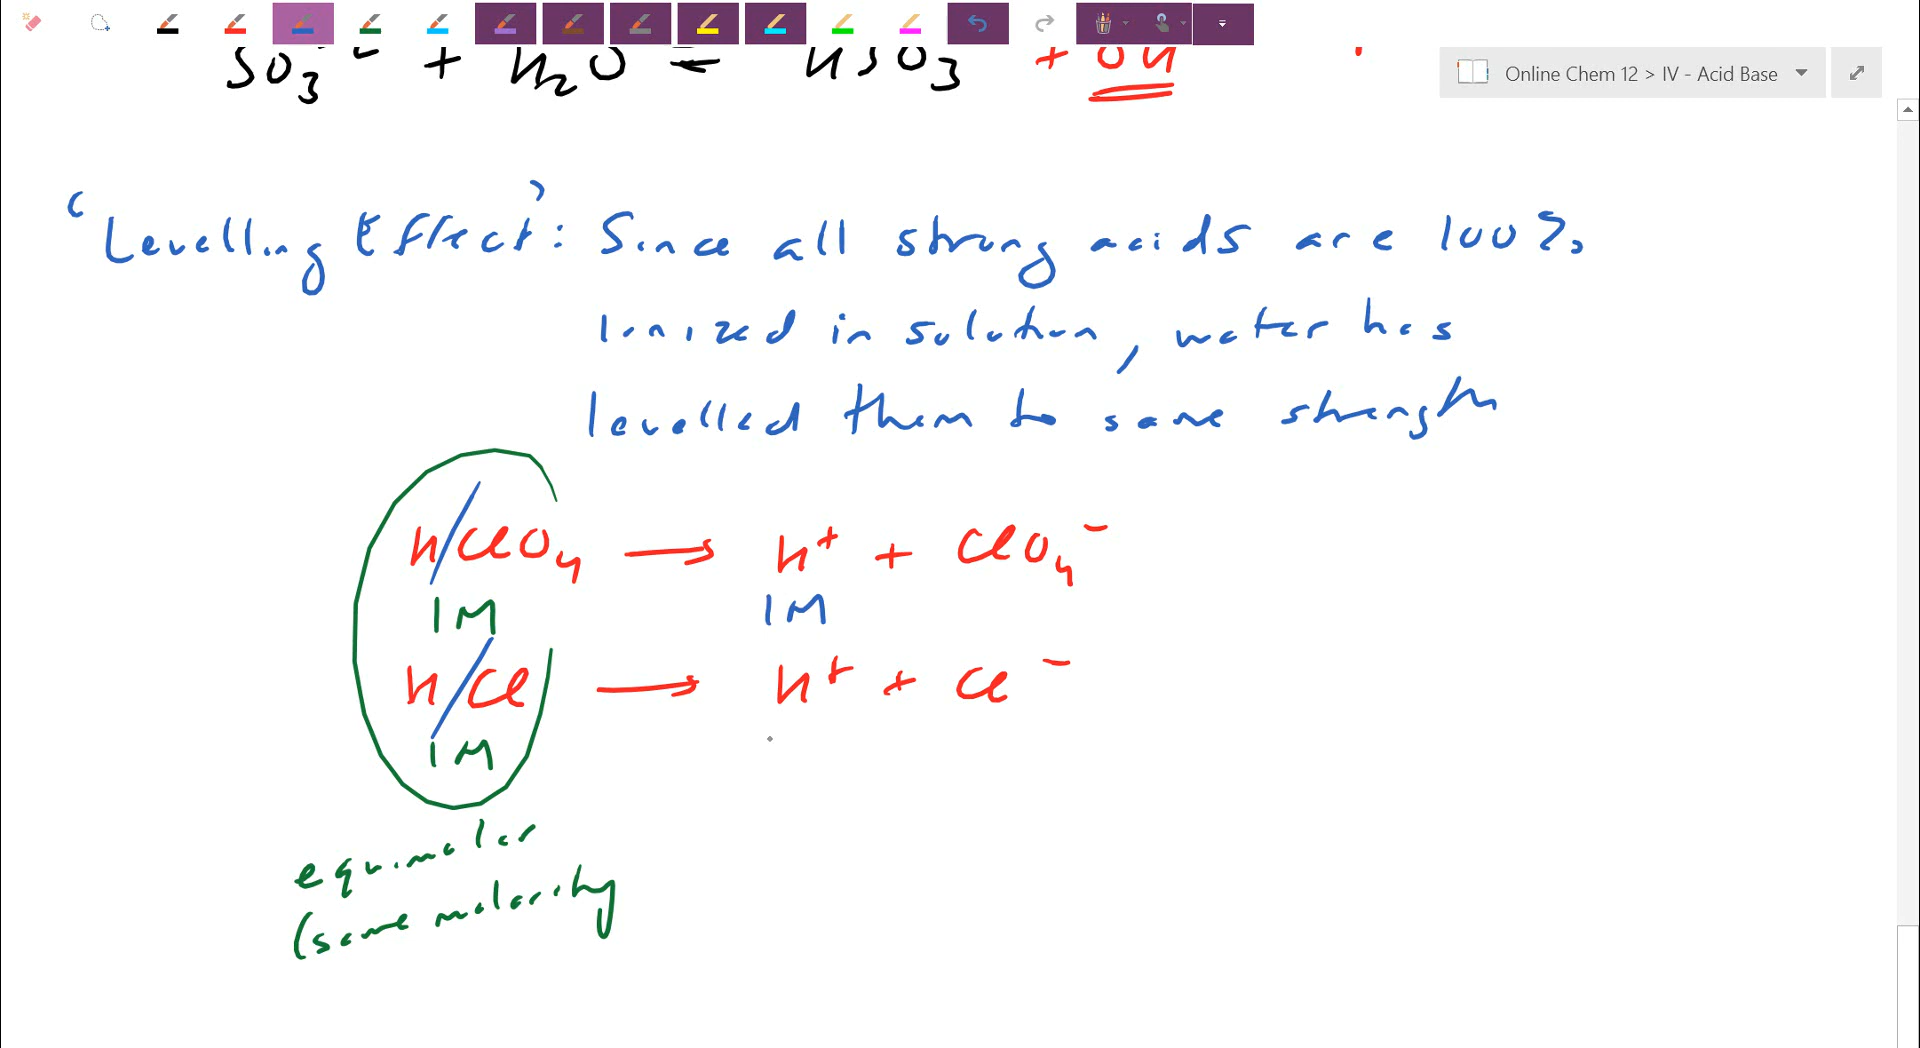 SO₃²⁻ + H₂O ⇌ HSO₃ + OH
Online Chem 12 > IV - Acid Base
"Levelling Effect": Since all strong acids are 100%
ionized in solution, water has
levelled them to same strength
HClO₄ → H⁺ + ClO₄⁻
1M 1M
HCl → H⁺ + Cl⁻
1M
equimolar
(same molarity